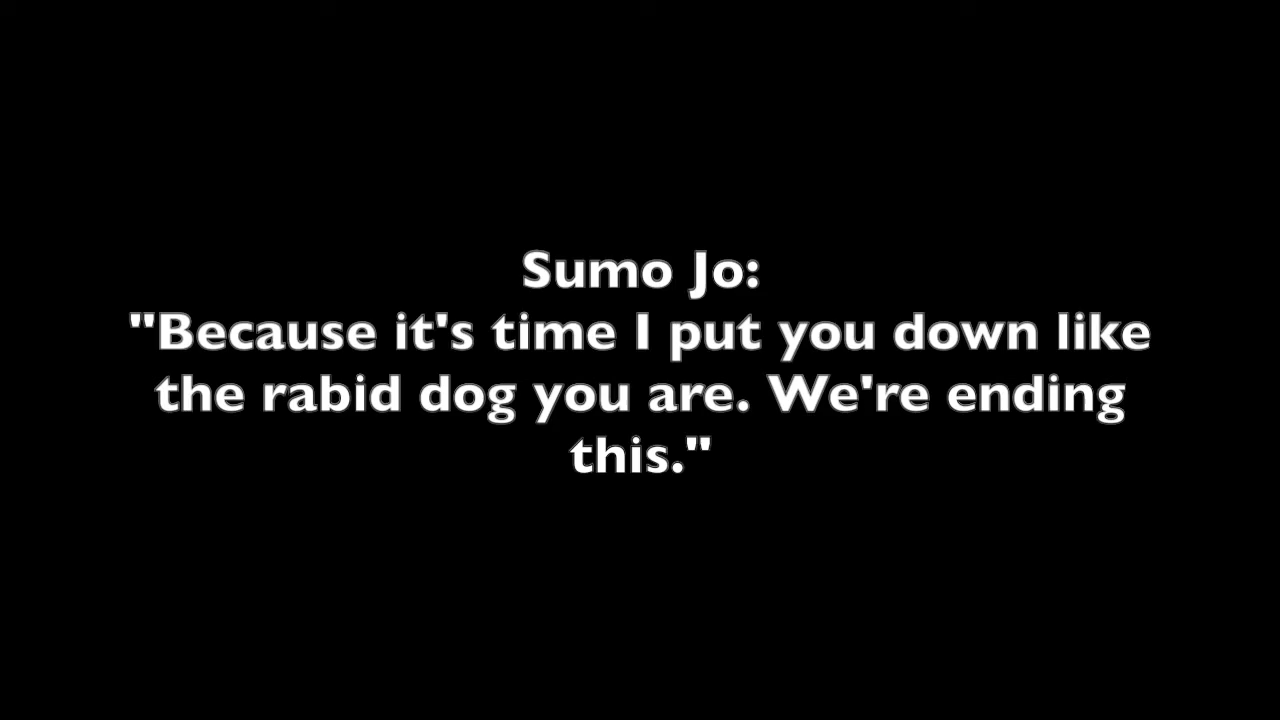 Sumo Jo:
"Because it's time I put you down like
the rabid dog you are. We're ending
this."